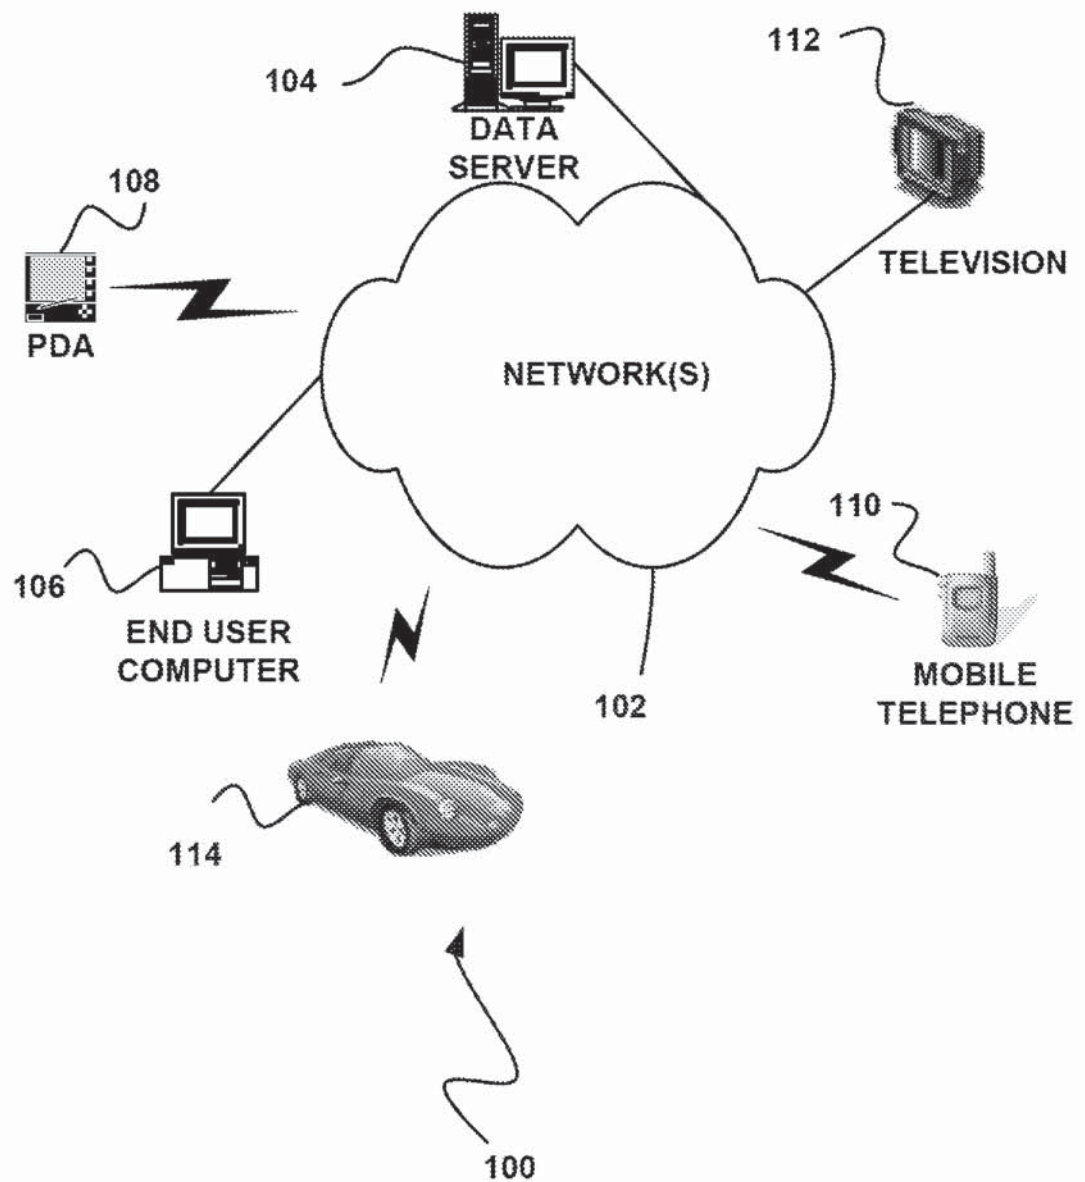 112
104
DATA
SERVER
108
TELEVISION
PDA
NETWORK(S)
110
106
END USER
COMPUTER
MOBILE
TELEPHONE
102
114
100